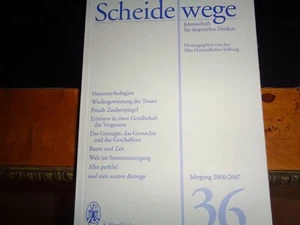 Scheidewege
Jahresschrift
für skeptisches Denken
Herausgegeben von der
Max Himmelheber-Stiftung
Neuromythologien
Wiedergewinnung der Trauer
Freuds Zauberspiegel
Erinnern in einer Gesellschaft
des Vergessens
Das Gezeugte, das Gemachte
und das Geschaffene
Bauen und Zeit
Wale im Sonnenuntergang
Alles perfekt!
und viele weitere Beiträge
Jahrgang 2006/2007
36